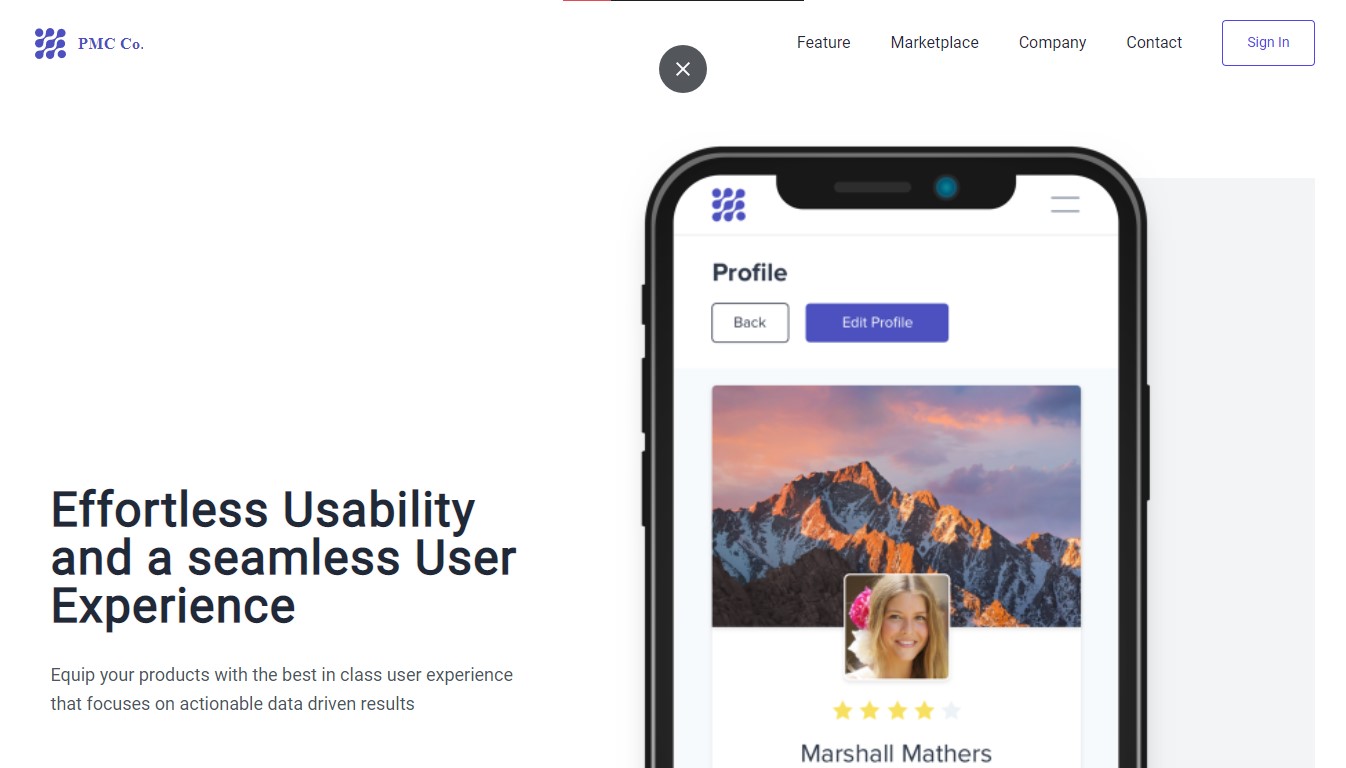 PMC Co.
Feature
Marketplace
Company
Contact
Sign In
Profile
Back
Edit Profile
Effortless Usability
and a seamless User
Experience
Equip your products with the best in class user experience
that focuses on actionable data driven results
Marshall Mathers